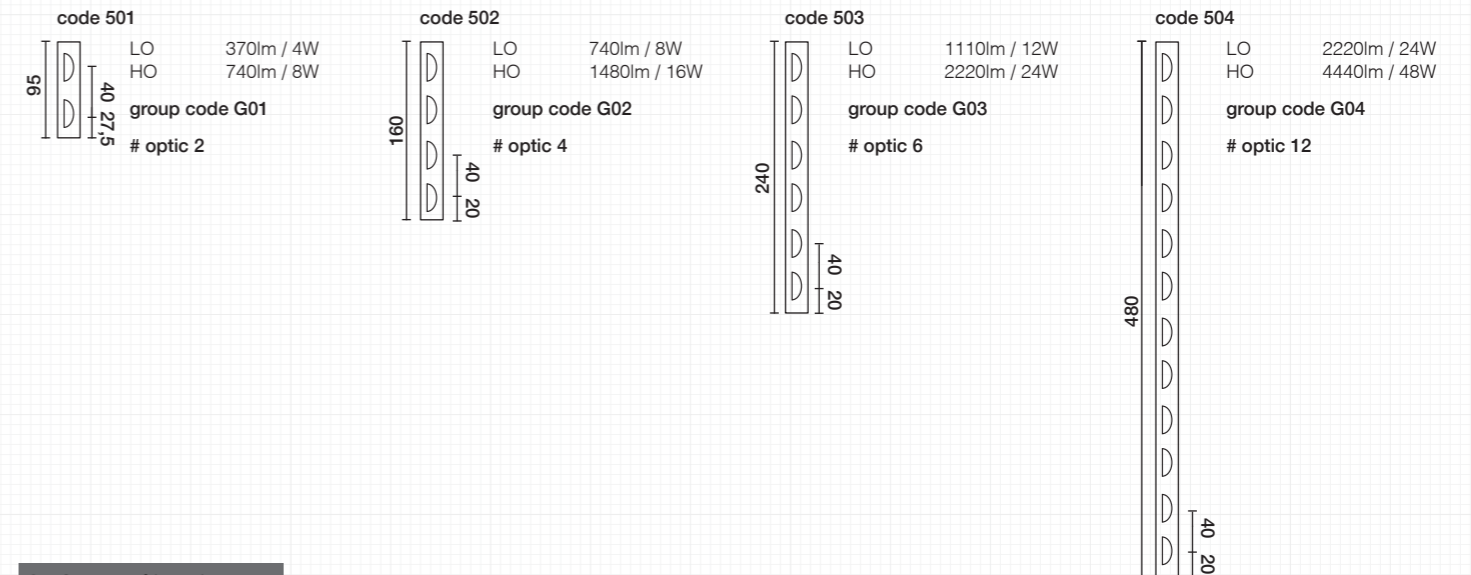 code 501
LO 370lm / 4W
HO 740lm / 8W
group code G01
# optic 2
95
40
27,5
code 502
LO 740lm / 8W
HO 1480lm / 16W
group code G02
# optic 4
160
40
20
code 503
LO 1110lm / 12W
HO 2220lm / 24W
group code G03
# optic 6
240
40
20
code 504
LO 2220lm / 24W
HO 4440lm / 48W
group code G04
# optic 12
480
40
20